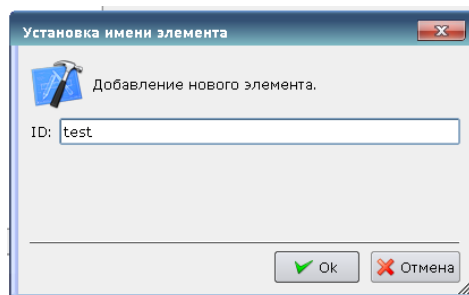 Установка имени элемента
Добавление нового элемента.
ID: test
Ok Отмена